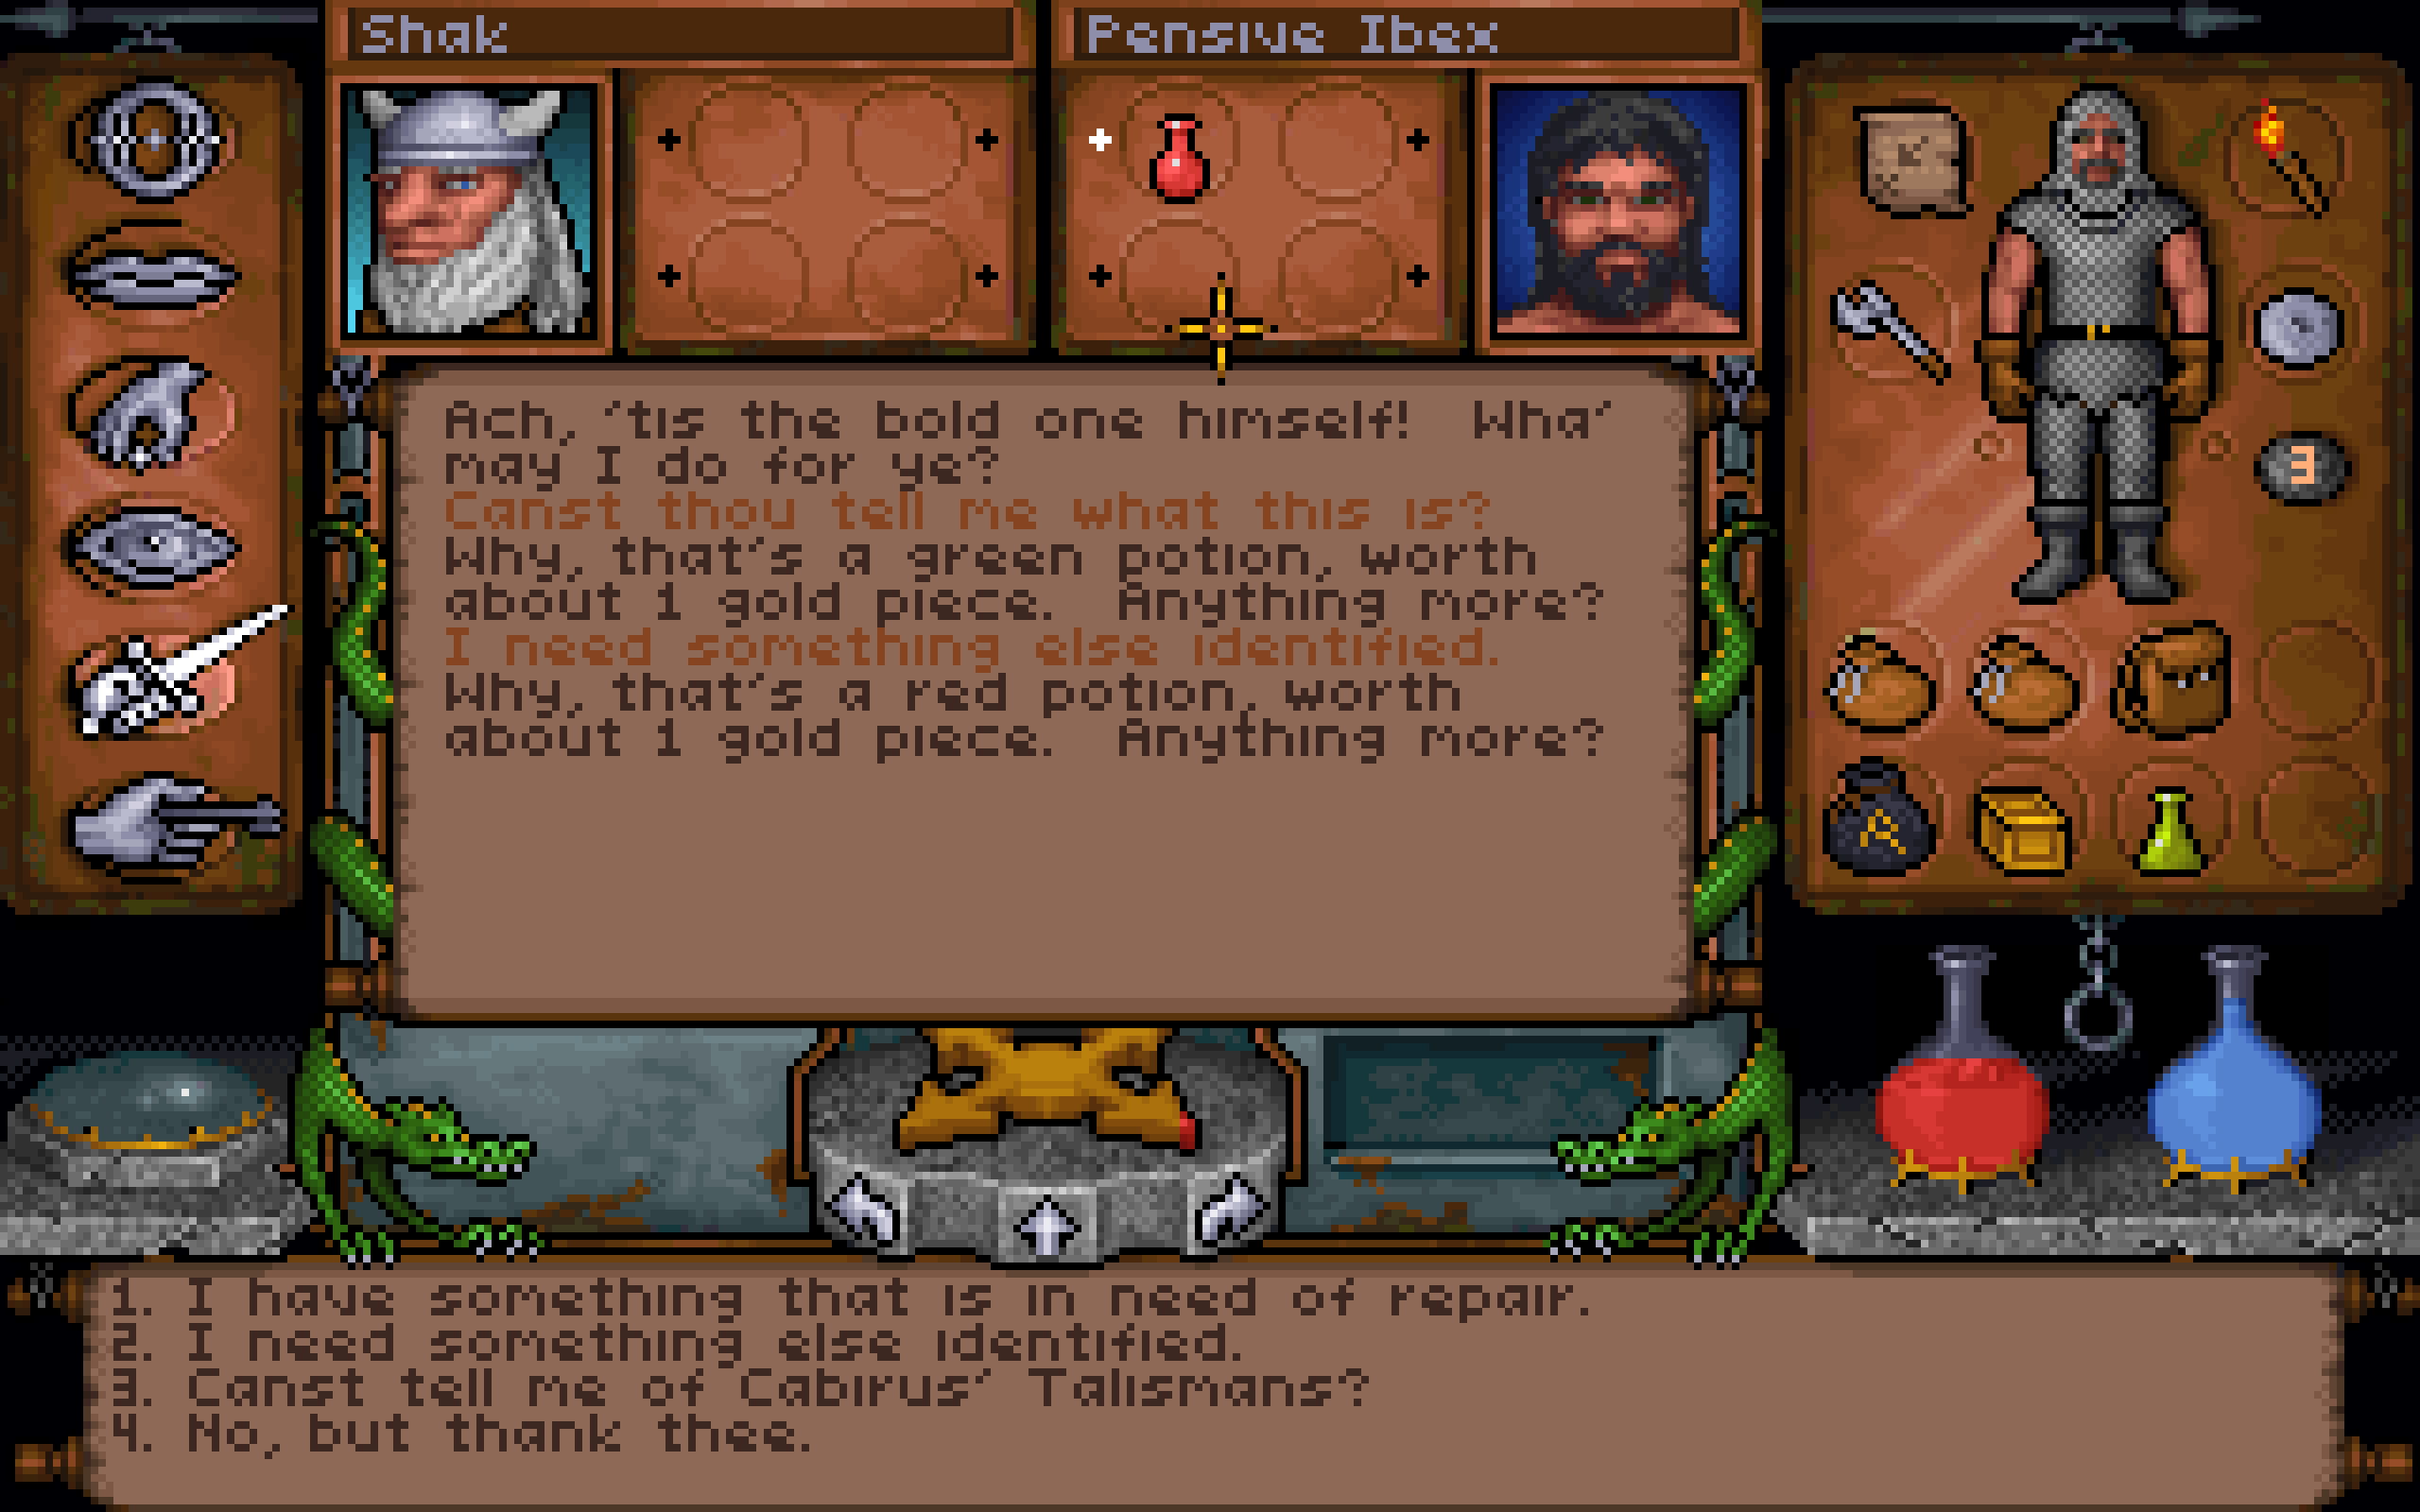 Shak
Pensive Ibex
Ach, 'tis the bold one himself!  Wha'
may I do for ye?
Canst thou tell me what this is?
Why, that's a green potion, worth
about 1 gold piece.  Anything more?
I need something else identified.
Why, that's a red potion, worth
about 1 gold piece.  Anything more?
3
1. I have something that is in need of repair.
2. I need something else identified.
3. Canst tell me of Cabirus' Talismans?
4. No, but thank thee.